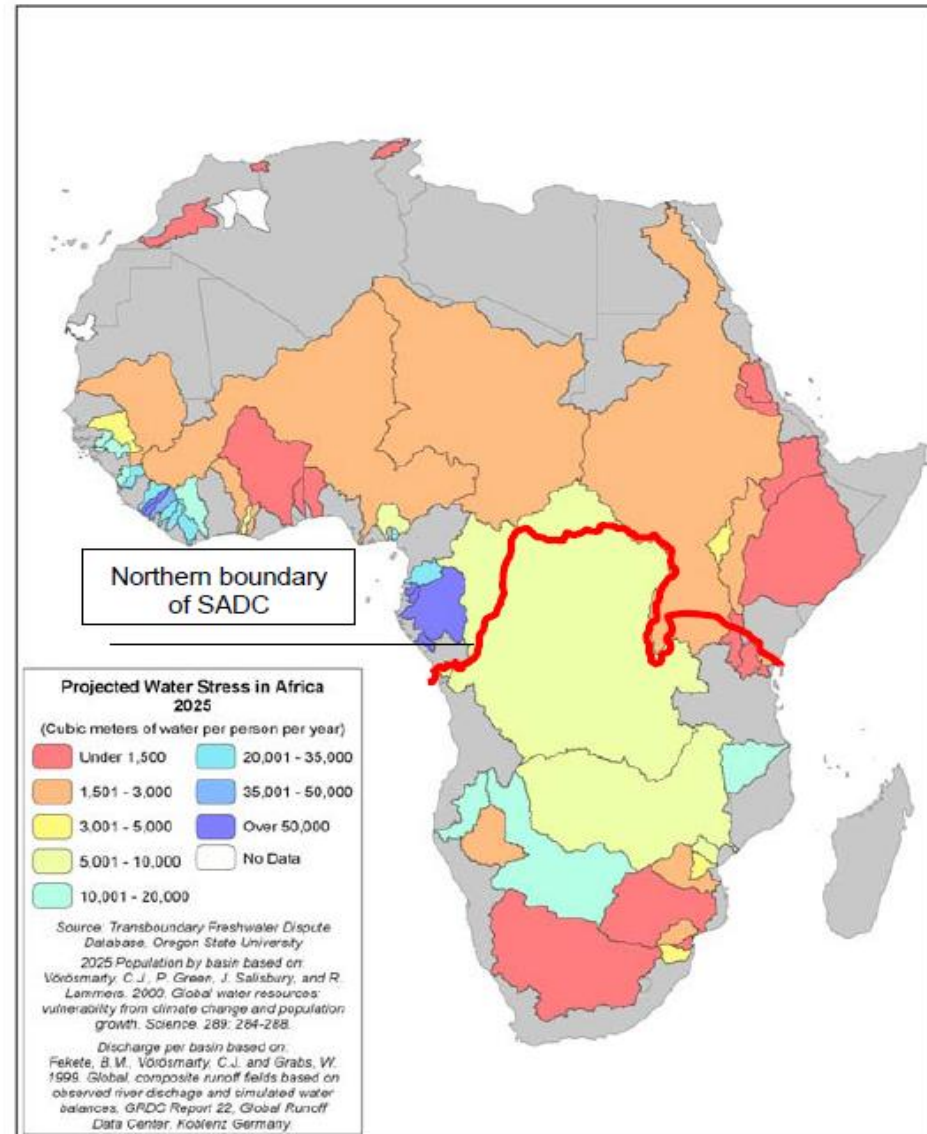 Northern boundary
of SADC
Projected Water Stress in Africa
2025
(Cubic meters of water per person per year)
Under 1,500
20,001 - 35,000
1,501 - 3,000
35,001 - 50,000
3,001 - 5,000
Over 50,000
5,001 - 10,000
No Data
10,001 - 20,000
Source: Transboundary Freshwater Dispute
Database, Oregon State University
2025 Population by basin based on:
Vörösmarty, C.J., P. Green, J. Salisbury, and R.
Lammers. 2000. Global water resources:
vulnerability from climate change and population
growth. Science, 289: 284-288.
Discharge per basin based on:
Fekete, B.M., Vörösmarty, C.J. and Grabs, W.
1999. Global, composite runoff fields based on
observed river dischage and simulated water
balances, GRDC Report 22, Global Runoff
Data Center, Koblenz Germany.